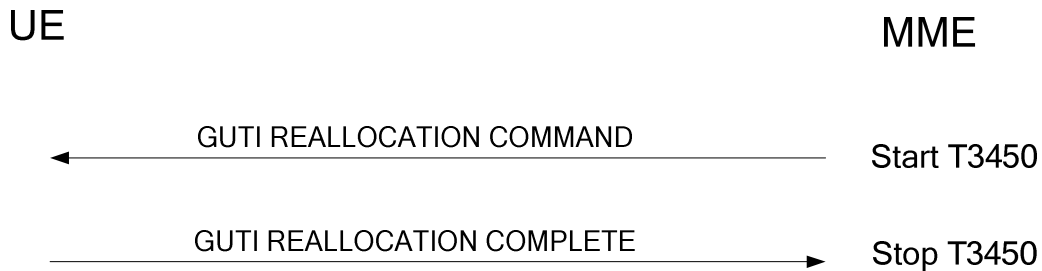 UE
MME
GUTI REALLOCATION COMMAND
Start T3450
GUTI REALLOCATION COMPLETE
Stop T3450